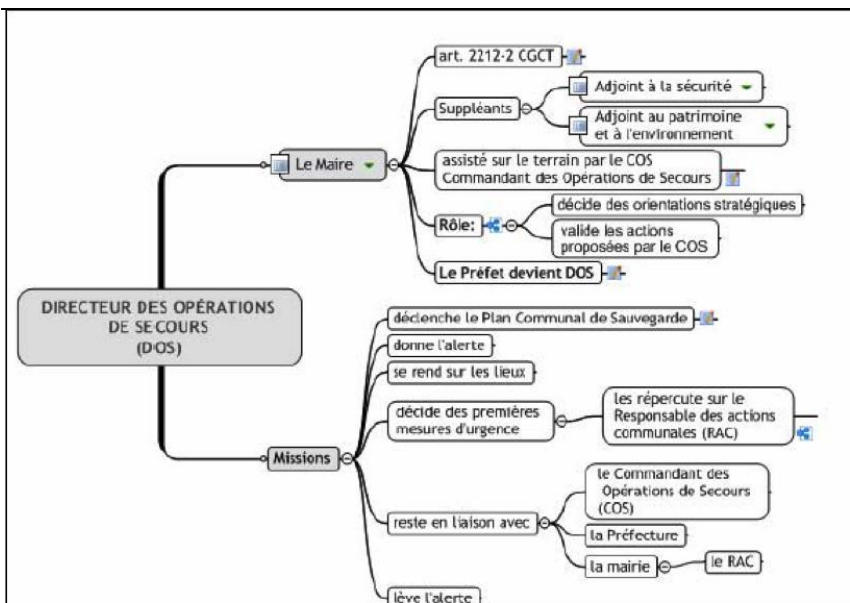 art. 2212-2 CGCT
Suppléants
Adjoint à la sécurité
Adjoint au patrimoine
et à l'environnement
Le Maire
assisté sur le terrain par le COS
Commandant des Opérations de Secours
Rôle:
décide des orientations stratégiques
valide les actions
proposées par le COS
Le Préfet devient DOS
DIRECTEUR DES OPÉRATIONS
DE SECOURS
(DOS)
Missions
déclenche le Plan Communal de Sauvegarde
donne l'alerte
se rend sur les lieux
décide des premières
mesures d'urgence
les répercute sur le
Responsable des actions
communales (RAC)
reste en liaison avec
le Commandant des
Opérations de Secours
(COS)
la Préfecture
la mairie
le RAC
lève l'alerte